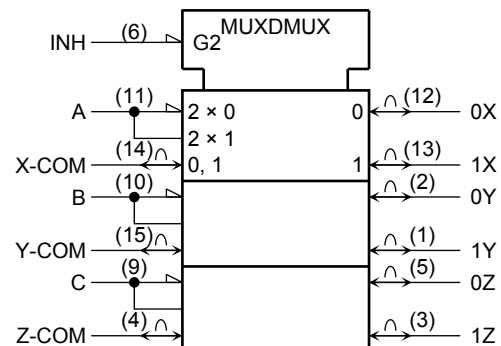 MUXDMUX
INH (6) G2
A (11) 2 × 0 0 (12) 0X
2 × 1
X-COM (14) 0, 1 1 (13) 1X
B (10) (2) 0Y
Y-COM (15) (1) 1Y
C (9) (5) 0Z
Z-COM (4) (3) 1Z